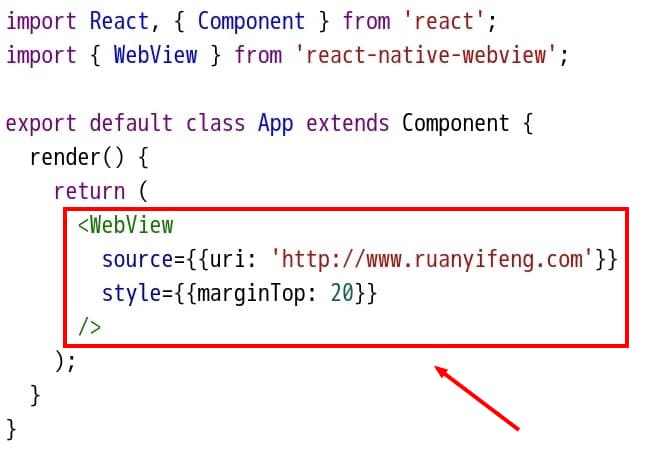 import React, { Component } from 'react';
import { WebView } from 'react-native-webview';

export default class App extends Component {
  render() {
    return (
      <WebView
        source={{uri: 'http://www.ruanyifeng.com'}}
        style={{marginTop: 20}}
      />
    );
  }
}